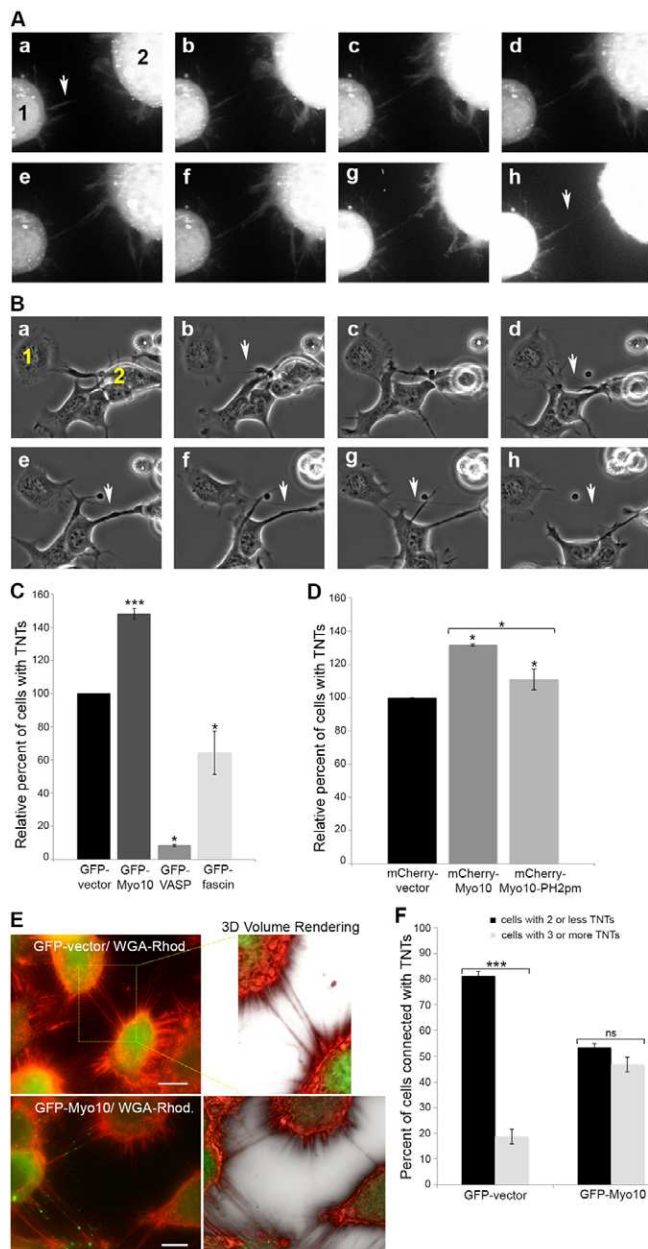 A
a
2
1
b
c
d
e
f
g
h
B
a
1
2
b
c
d
e
f
g
h
C
Relative percent of cells with TNTs
160
140
120
100
80
60
40
20
0
***
*
*
GFP-
vector
GFP-
Myo10
GFP-
VASP
GFP-
fascin
D
Relative percent of cells with TNTs
160
140
120
100
80
60
40
20
0
*
*
*
mCherry-
vector
mCherry-
Myo10
mCherry-
Myo10-PH2pm
E
3D Volume Rendering
GFP-vector/ WGA-Rhod.
GFP-Myo10/ WGA-Rhod.
F
cells with 2 or less TNTs
cells with 3 or more TNTs
Percent of cells connected with TNTs
100
90
80
70
60
50
40
30
20
10
0
***
ns
GFP-vector
GFP-Myo10